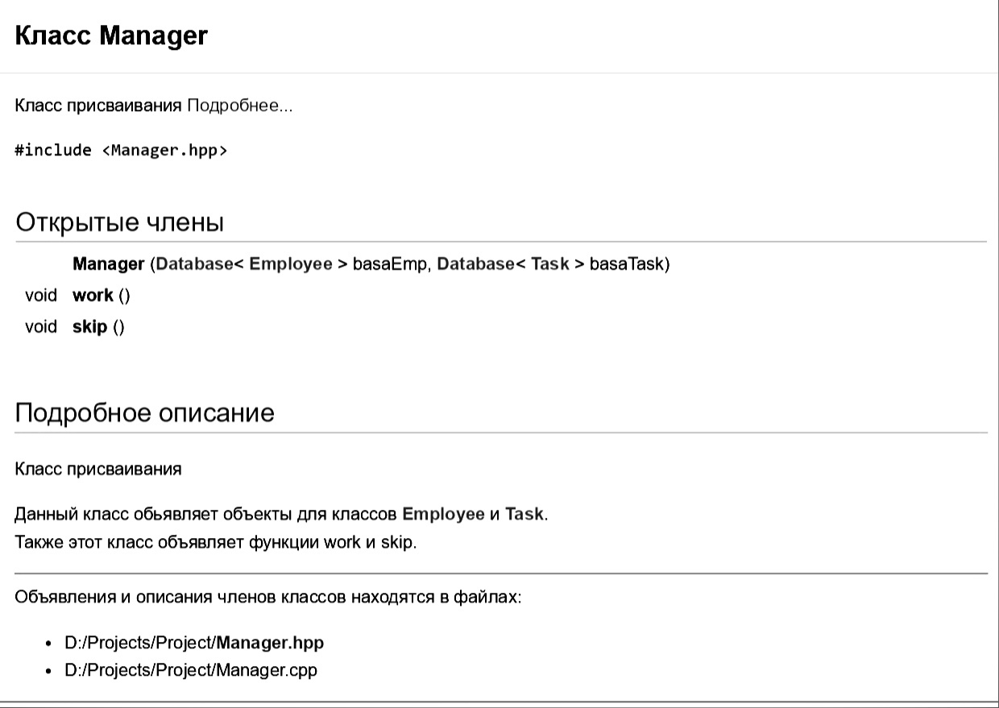 Класс Manager
Класс присваивания Подробнее...
#include <Manager.hpp>
Открытые члены
Manager (Database< Employee > basaEmp, Database< Task > basaTask)
void work ()
void skip ()
Подробное описание
Класс присваивания
Данный класс обьявляет объекты для классов Employee и Task.
Также этот класс объявляет функции work и skip.
Объявления и описания членов классов находятся в файлах:
• D:/Projects/Project/Manager.hpp
• D:/Projects/Project/Manager.cpp